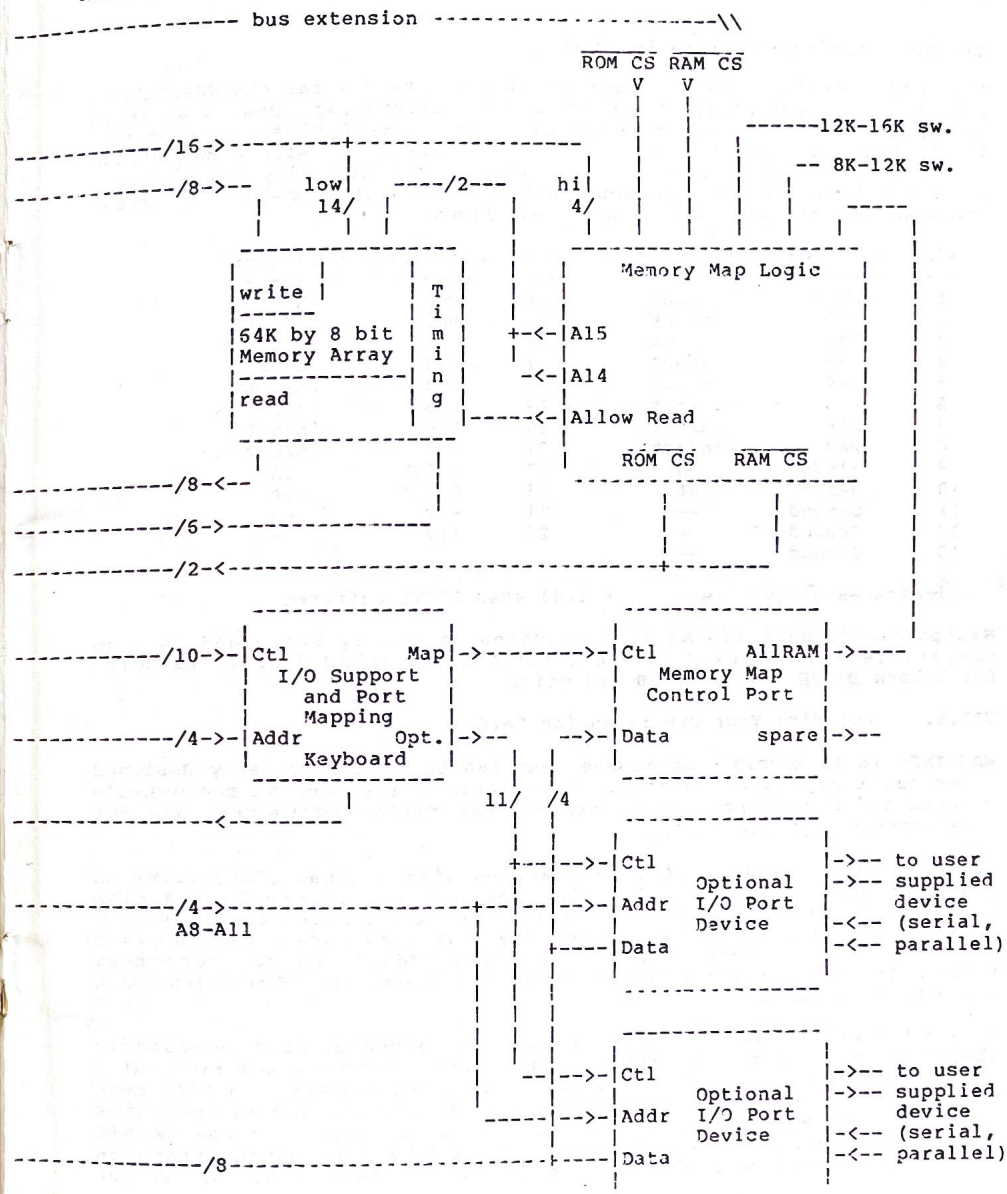 bus extension
ROM CS RAM CS
V V
12K-16K sw.
/16->
8K-12K sw.
/8->-- low /2 hi
14/ 4/
Memory Map Logic
write T
i
64K by 8 bit m A15
Memory Array i
n A14
read g
Allow Read
ROM CS RAM CS
/8-<--
/6->
/2-<
/10->-|Ctl Map|->------->-|Ctl AllRAM|->----
I/O Support Memory Map
and Port Control Port
Mapping
/4->-|Addr Opt.|->-- -->-|Data spare|->--
Keyboard
11/ /4
-<-
|Ctl |->-- to user
Optional |->-- supplied
/4-> |Addr I/O Port device
A8-A11 Device |-<-- (serial,
|Data |-<-- parallel)
|Ctl |->-- to user
Optional |->-- supplied
|Addr I/O Port device
Device |-<-- (serial,
/8 |Data |-<-- parallel)